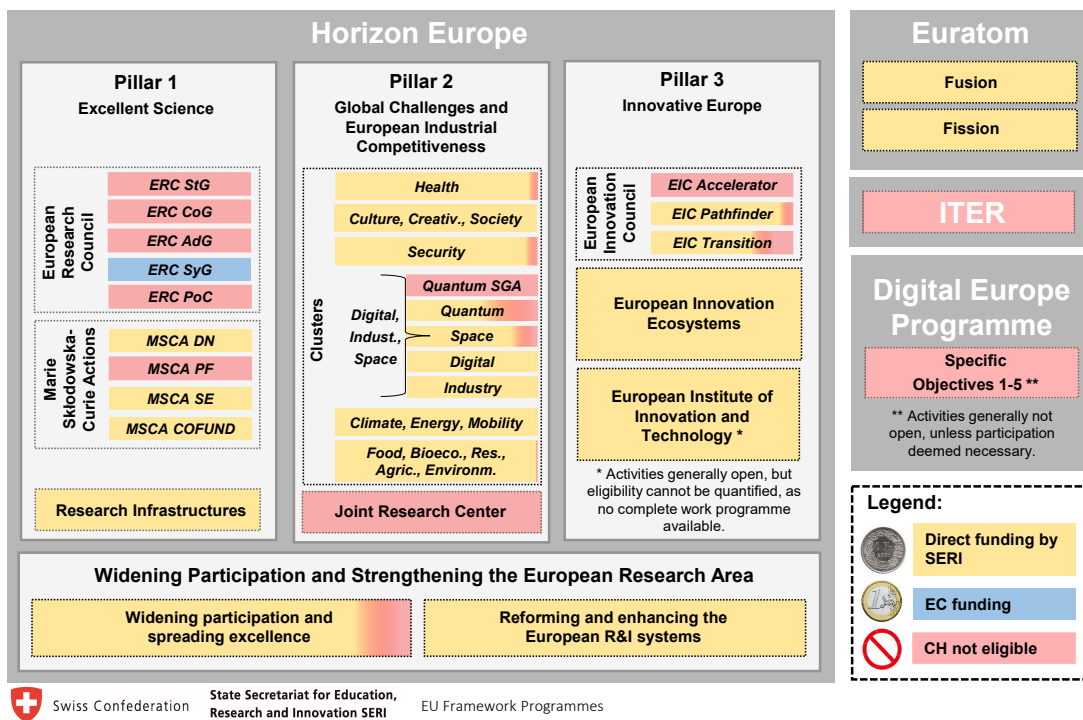 Horizon Europe
Pillar 1
Excellent Science
European
Research
Council
ERC StG
ERC CoG
ERC AdG
ERC SyG
ERC PoC
Marie
Skłodowska-
Curie Actions
MSCA DN
MSCA PF
MSCA SE
MSCA COFUND
Research Infrastructures
Pillar 2
Global Challenges and
European Industrial
Competitiveness
Clusters
Health
Culture, Creativ., Society
Security
Digital,
Indust.,
Space
Quantum SGA
Quantum
Space
Digital
Industry
Climate, Energy, Mobility
Food, Bioeco., Res.,
Agric., Environm.
Joint Research Center
Pillar 3
Innovative Europe
European
Innovation
Council
EIC Accelerator
EIC Pathfinder
EIC Transition
European Innovation
Ecosystems
European Institute of
Innovation and
Technology *
* Activities generally open, but
eligibility cannot be quantified, as
no complete work programme
available.
Widening Participation and Strengthening the European Research Area
Widening participation and
spreading excellence
Reforming and enhancing the
European R&I systems
Euratom
Fusion
Fission
ITER
Digital Europe
Programme
Specific
Objectives 1-5 **
** Activities generally not
open, unless participation
deemed necessary.
Legend:
Direct funding by
SERI
EC funding
CH not eligible
Swiss Confederation
State Secretariat for Education,
Research and Innovation SERI
EU Framework Programmes